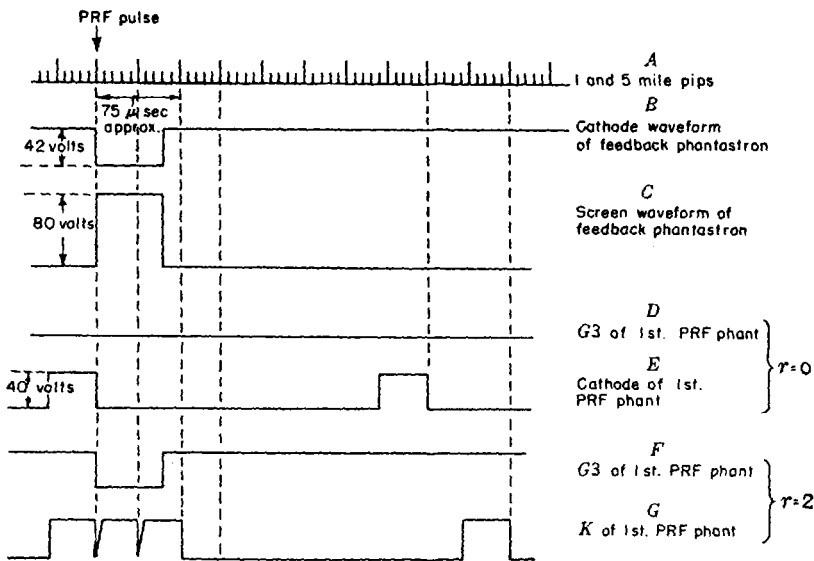 PRF pulse
A
1 and 5 mile pips
75 μ sec
approx.
B
Cathode waveform
of feedback phantastron
42 volts
C
Screen waveform of
feedback phantastron
80 volts
D
G3 of 1st. PRF phant
E
Cathode of 1st.
PRF phant
r=0
40 volts
F
G3 of 1st. PRF phant
G
K of 1st. PRF phant
r=2